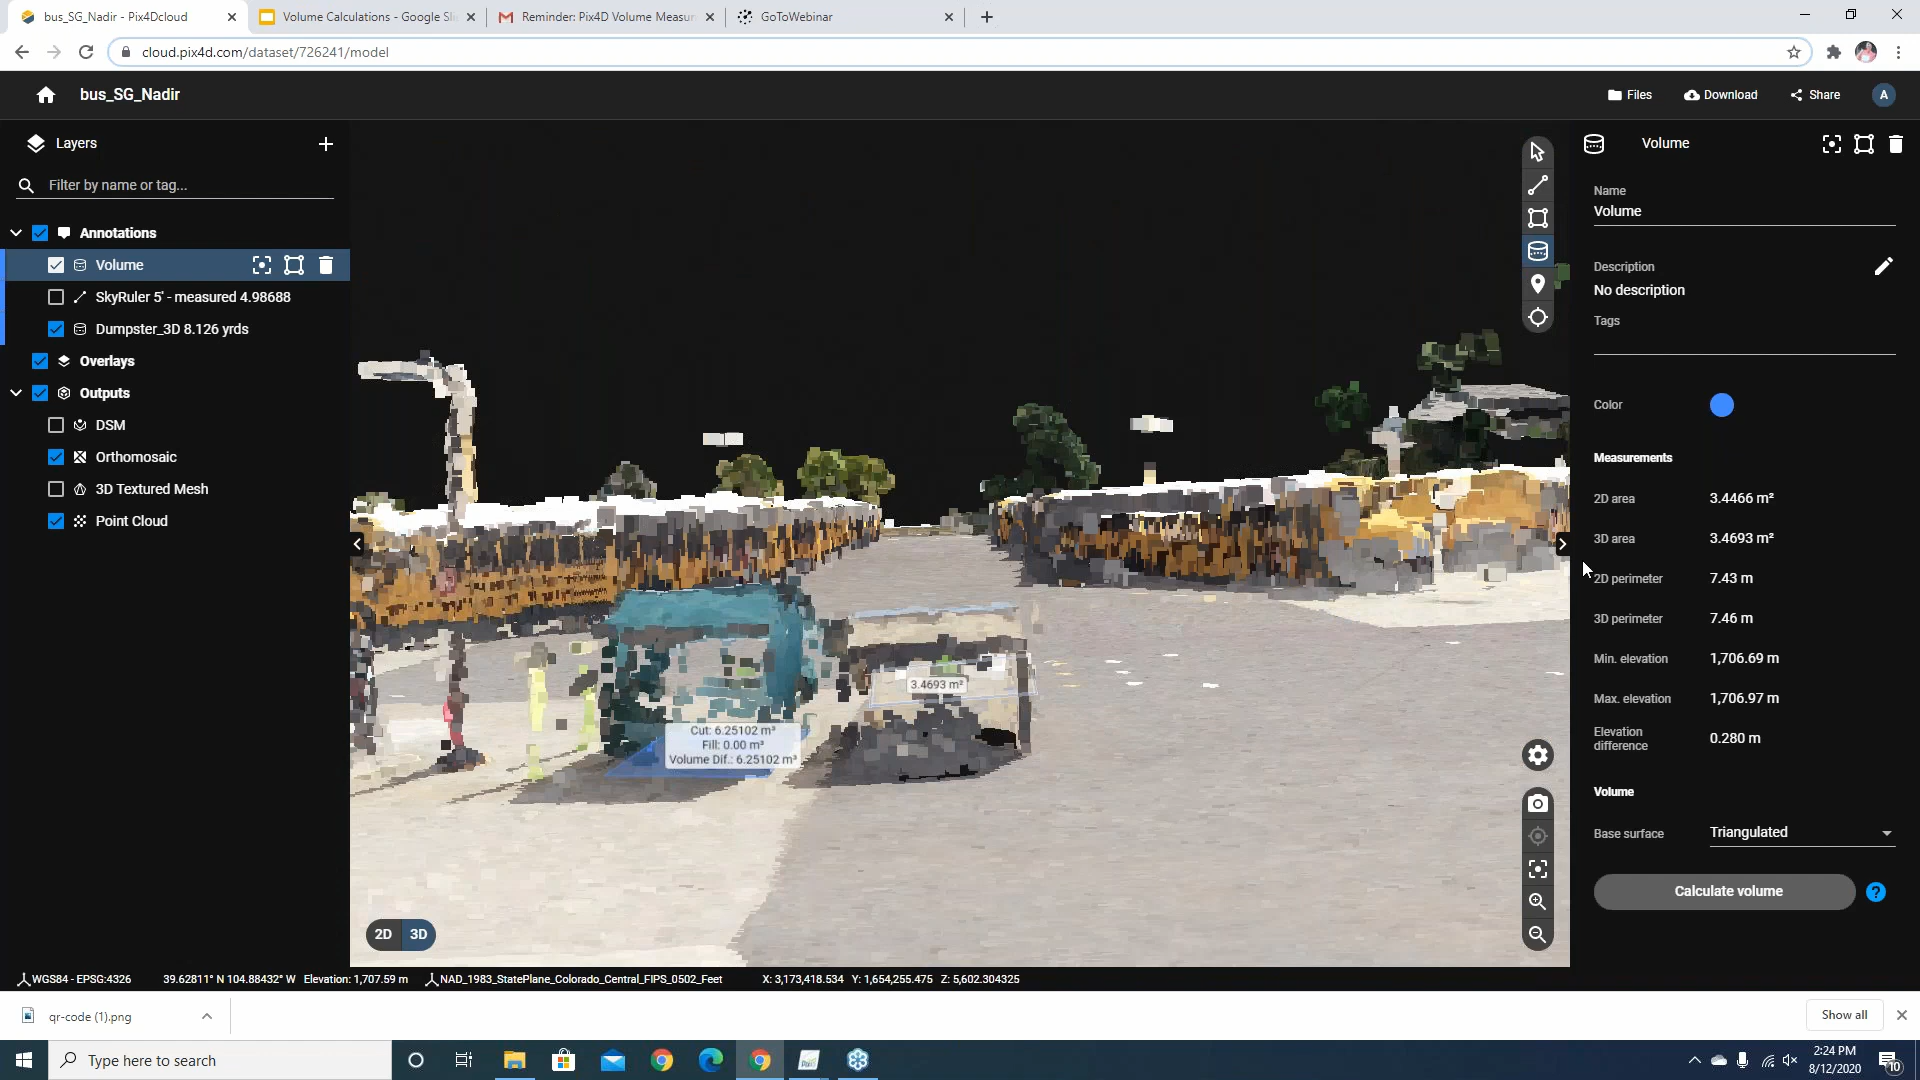 bus_SG_Nadir - Pix4Dcloud
Volume Calculations - Google Sli
Reminder: Pix4D Volume Measur
GoToWebinar
cloud.pix4d.com/dataset/726241/model
bus_SG_Nadir
Files
Download
Share
A
Layers
Filter by name or tag...
Annotations
Volume
SkyRuler 5' - measured 4.98688
Dumpster_3D 8.126 yrds
Overlays
Outputs
DSM
Orthomosaic
3D Textured Mesh
Point Cloud
3.4693 m²
Cut: 6.25102 m³
Fill: 0.00 m³
Volume Dif.: 6.25102 m³
2D 3D
Volume
Name
Volume
Description
No description
Tags
Color
Measurements
2D area 3.4466 m²
3D area 3.4693 m²
2D perimeter 7.43 m
3D perimeter 7.46 m
Min. elevation 1,706.69 m
Max. elevation 1,706.97 m
Elevation difference 0.280 m
Volume
Base surface Triangulated
Calculate volume ?
WGS84 - EPSG:4326 39.62811° N 104.88432° W Elevation: 1,707.59 m NAD_1983_StatePlane_Colorado_Central_FIPS_0502_Feet X: 3,173,418.534 Y: 1,654,255.475 Z: 5,602.304325
qr-code (1).png
Show all
Type here to search
2:24 PM
8/12/2020
10